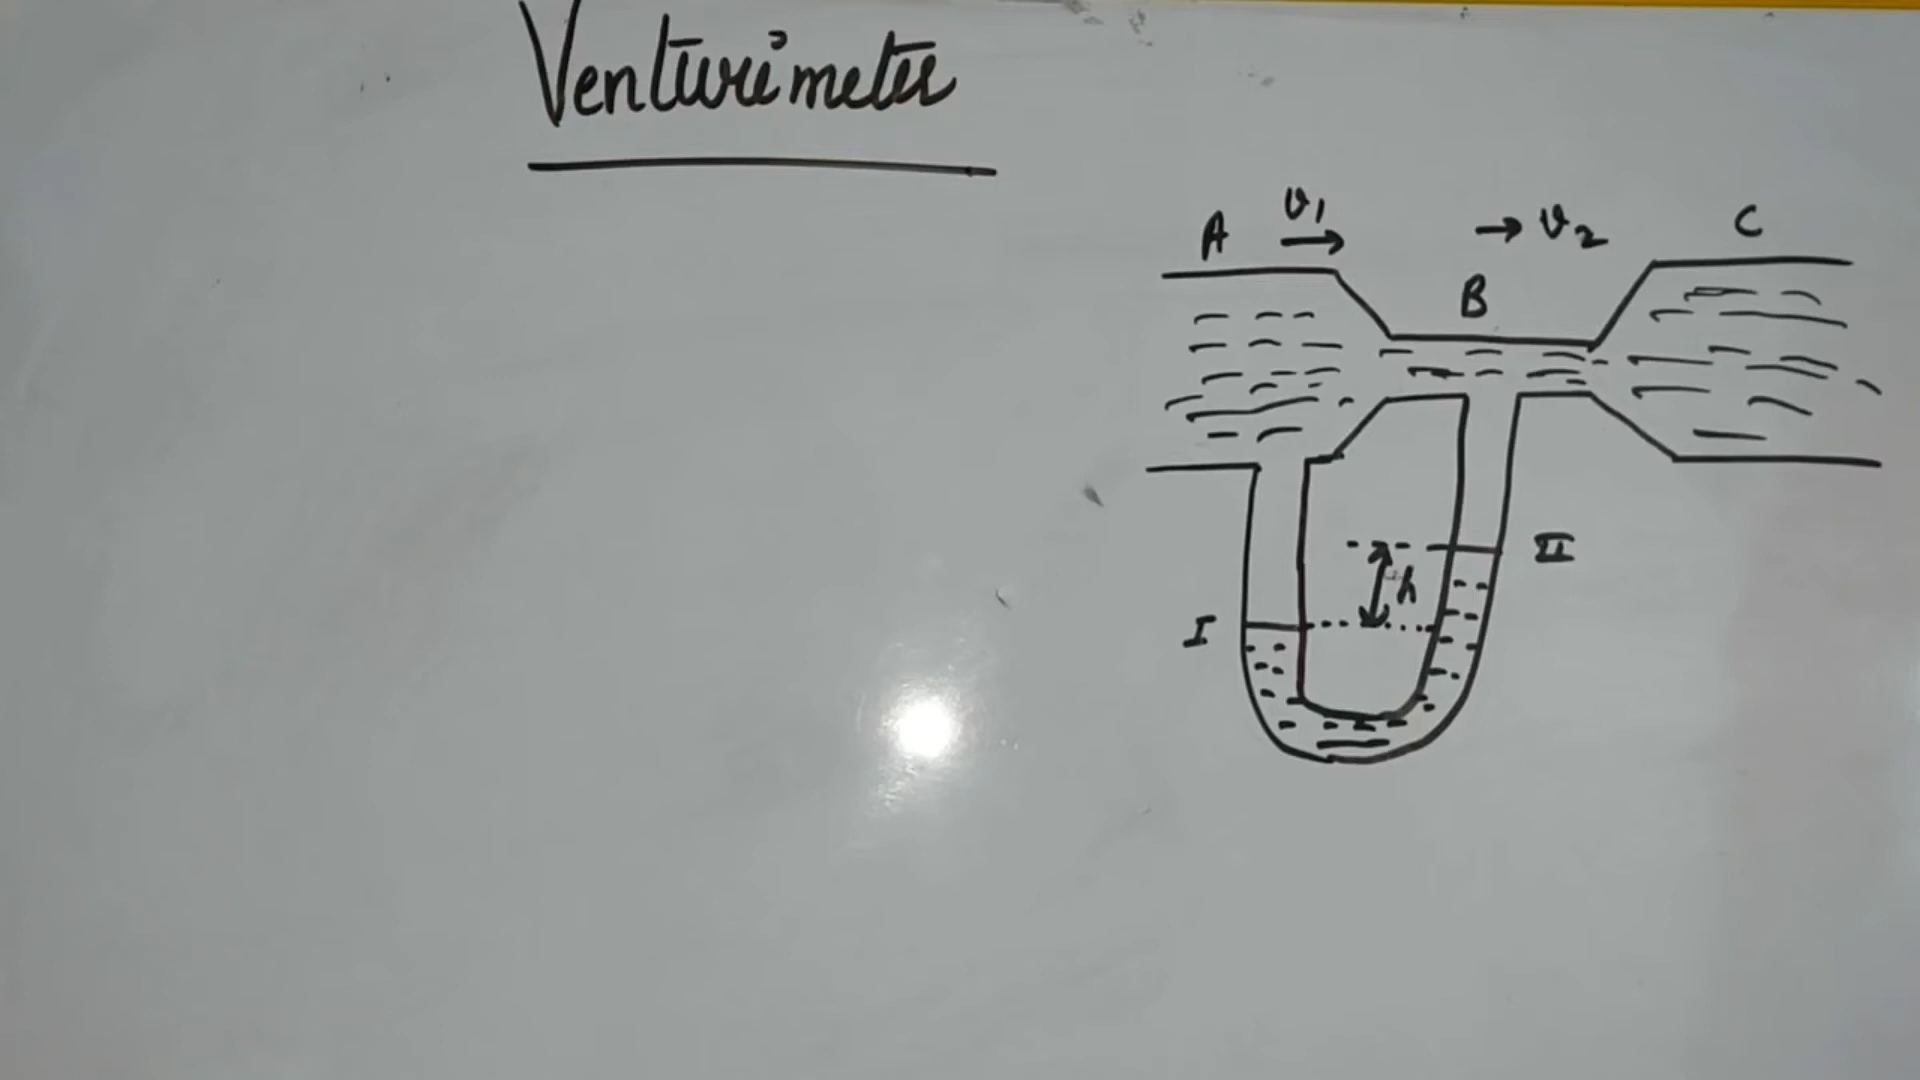 Venturimeter
A v₁ → v₂ C
B
h II
I